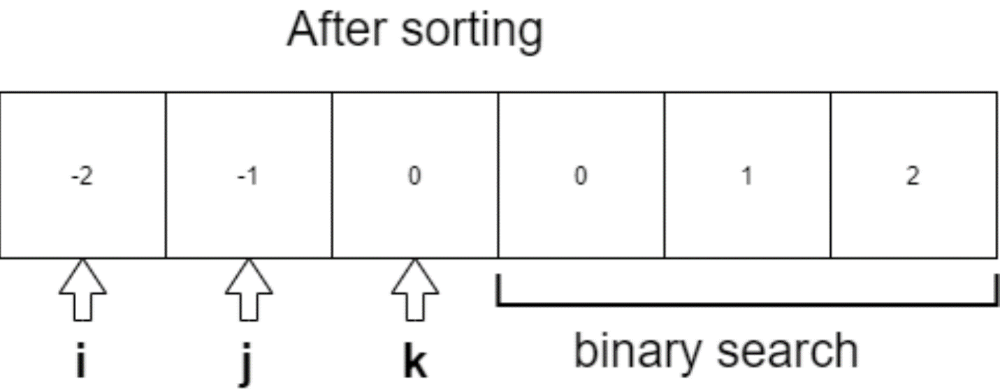 After sorting
-2 -1 0 0 1 2
i j k
binary search